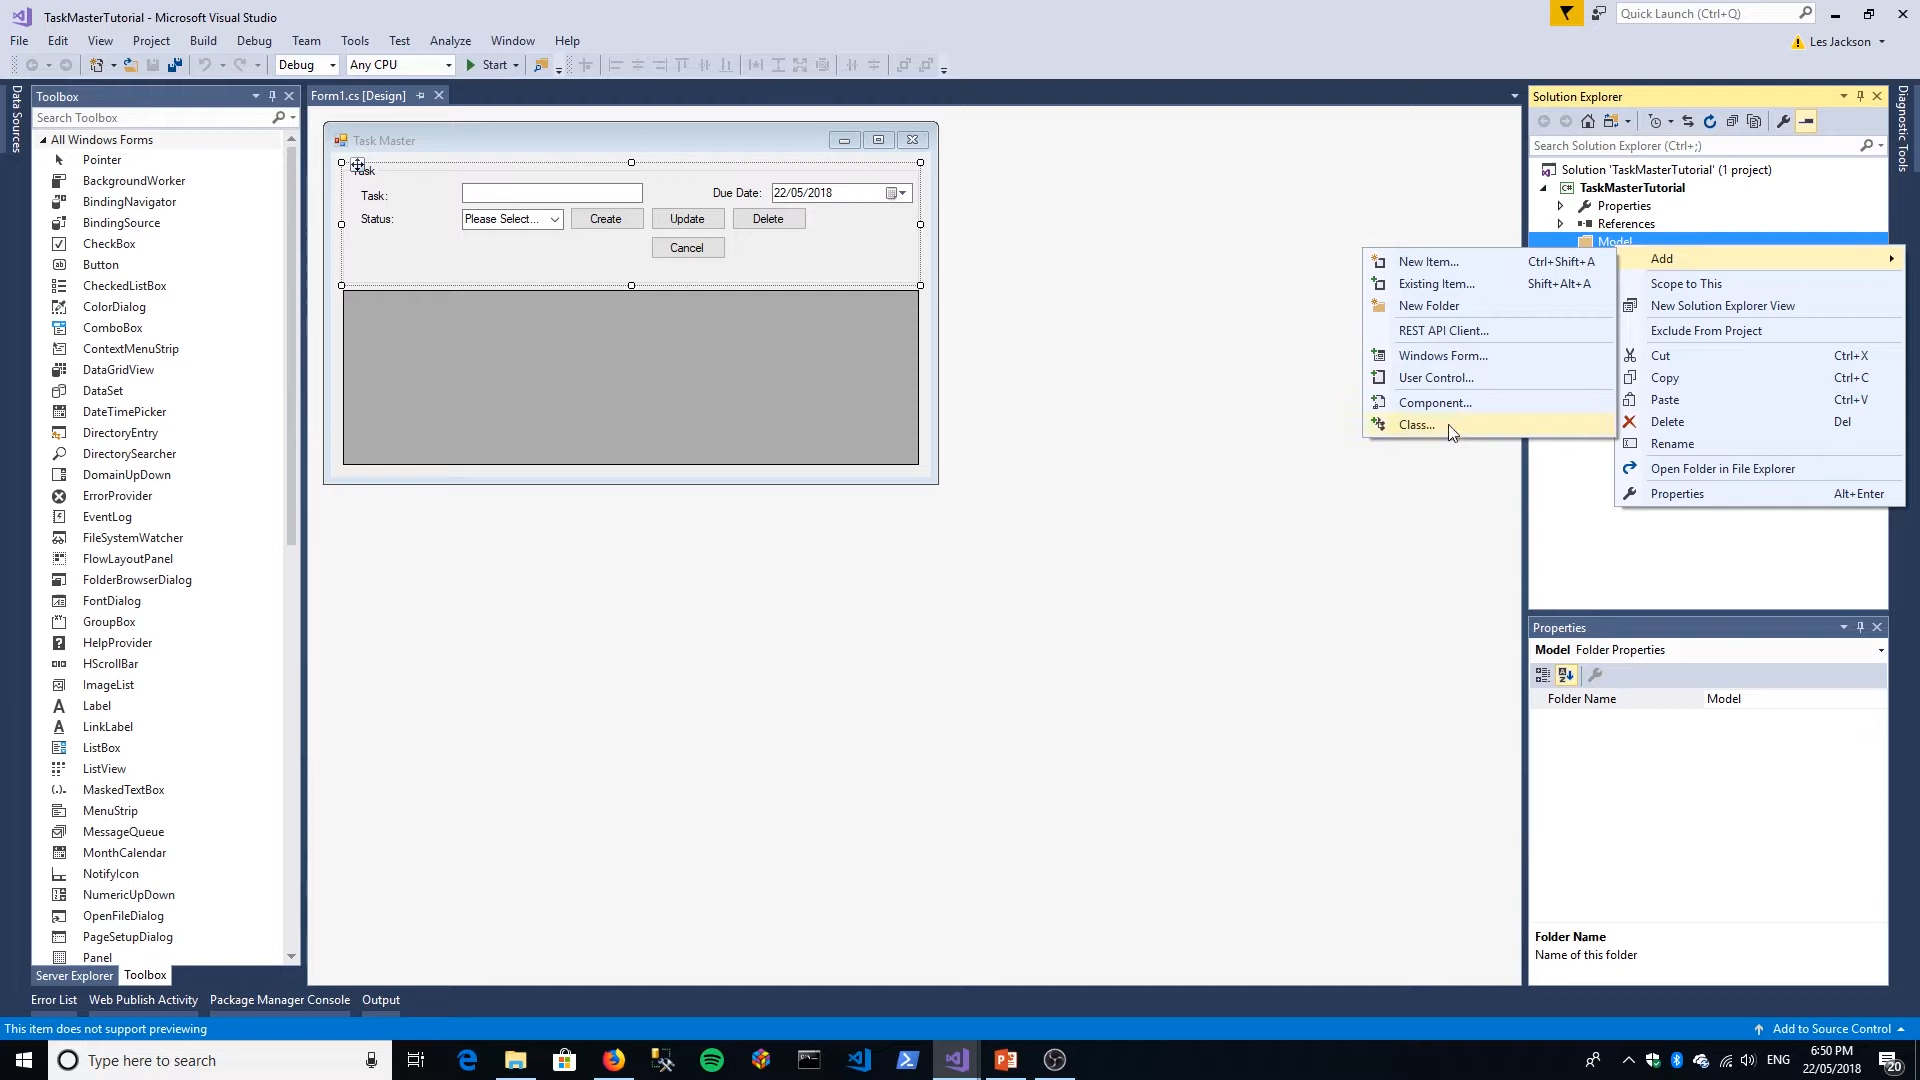 TaskMasterTutorial - Microsoft Visual Studio
Quick Launch (Ctrl+Q)
File Edit View Project Build Debug Team Tools Test Analyze Window Help
Les Jackson
Debug Any CPU Start
Data Sources
Toolbox
Search Toolbox
All Windows Forms
Pointer
BackgroundWorker
BindingNavigator
BindingSource
CheckBox
Button
CheckedListBox
ColorDialog
ComboBox
ContextMenuStrip
DataGridView
DataSet
DateTimePicker
DirectoryEntry
DirectorySearcher
DomainUpDown
ErrorProvider
EventLog
FileSystemWatcher
FlowLayoutPanel
FolderBrowserDialog
FontDialog
GroupBox
HelpProvider
HScrollBar
ImageList
Label
LinkLabel
ListBox
ListView
MaskedTextBox
MenuStrip
MessageQueue
MonthCalendar
NotifyIcon
NumericUpDown
OpenFileDialog
PageSetupDialog
Panel
Server Explorer Toolbox
Form1.cs [Design]
Task Master
Task
Task:
Due Date: 22/05/2018
Status: Please Select... Create Update Delete
Cancel
New Item... Ctrl+Shift+A
Existing Item... Shift+Alt+A
New Folder
REST API Client...
Windows Form...
User Control...
Component...
Class...
Solution Explorer
Search Solution Explorer (Ctrl+;)
Solution 'TaskMasterTutorial' (1 project)
TaskMasterTutorial
Properties
References
Model
Add
Scope to This
New Solution Explorer View
Exclude From Project
Cut Ctrl+X
Copy Ctrl+C
Paste Ctrl+V
Delete Del
Rename
Open Folder in File Explorer
Properties Alt+Enter
Diagnostic Tools
Properties
Model Folder Properties
Folder Name Model
Folder Name
Name of this folder
Error List Web Publish Activity Package Manager Console Output
This item does not support previewing
Add to Source Control
Type here to search
ENG
6:50 PM
22/05/2018
20